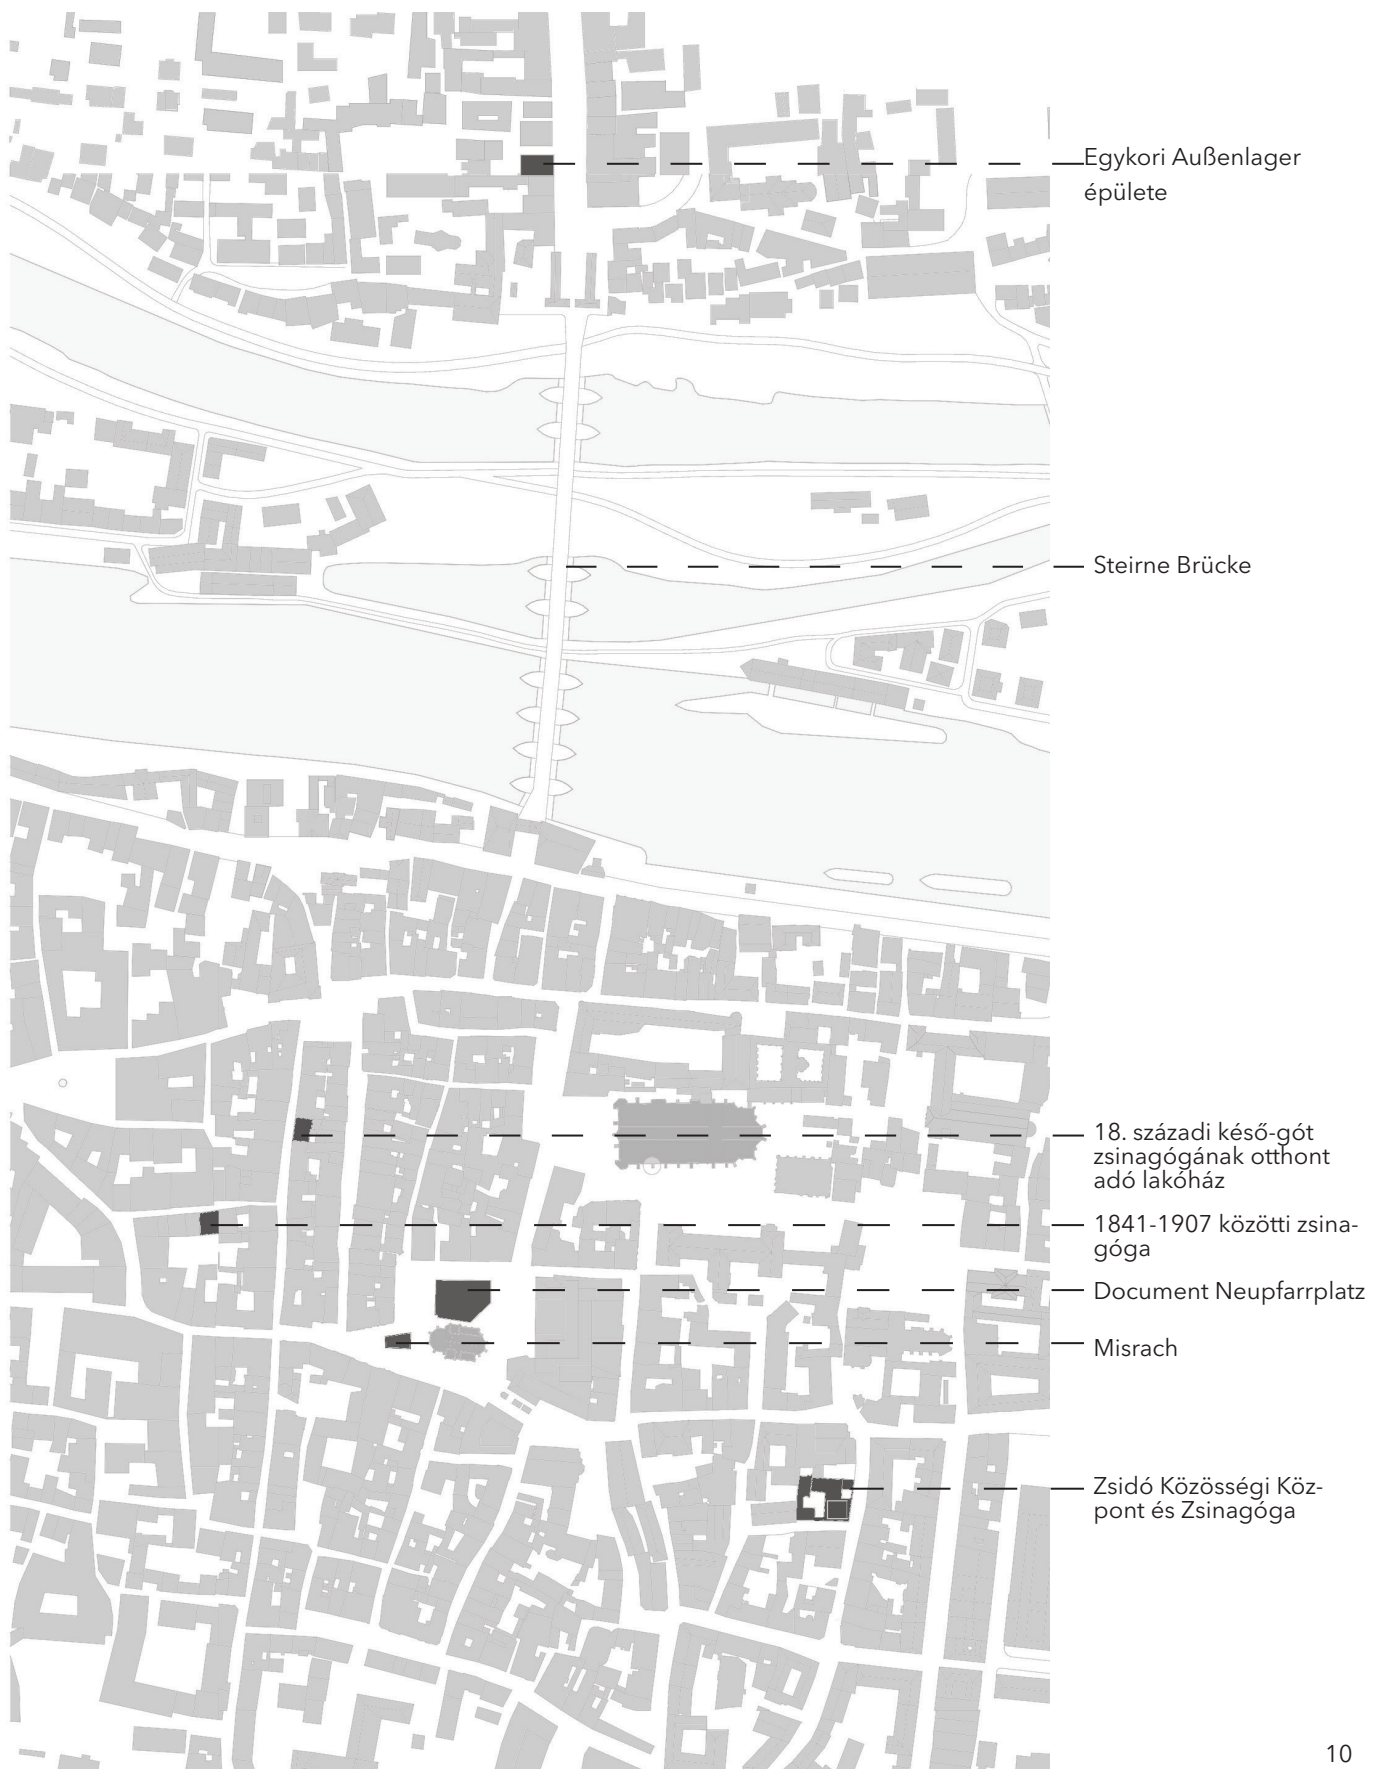 Egykori Außenlager
épülete
Steirne Brücke
18. századi késő-gót
zsinagógának otthont
adó lakóház
1841-1907 közötti zsina-
góga
Document Neupfarrplatz
Misrach
Zsidó Közösségi Köz-
pont és Zsinagóga
10